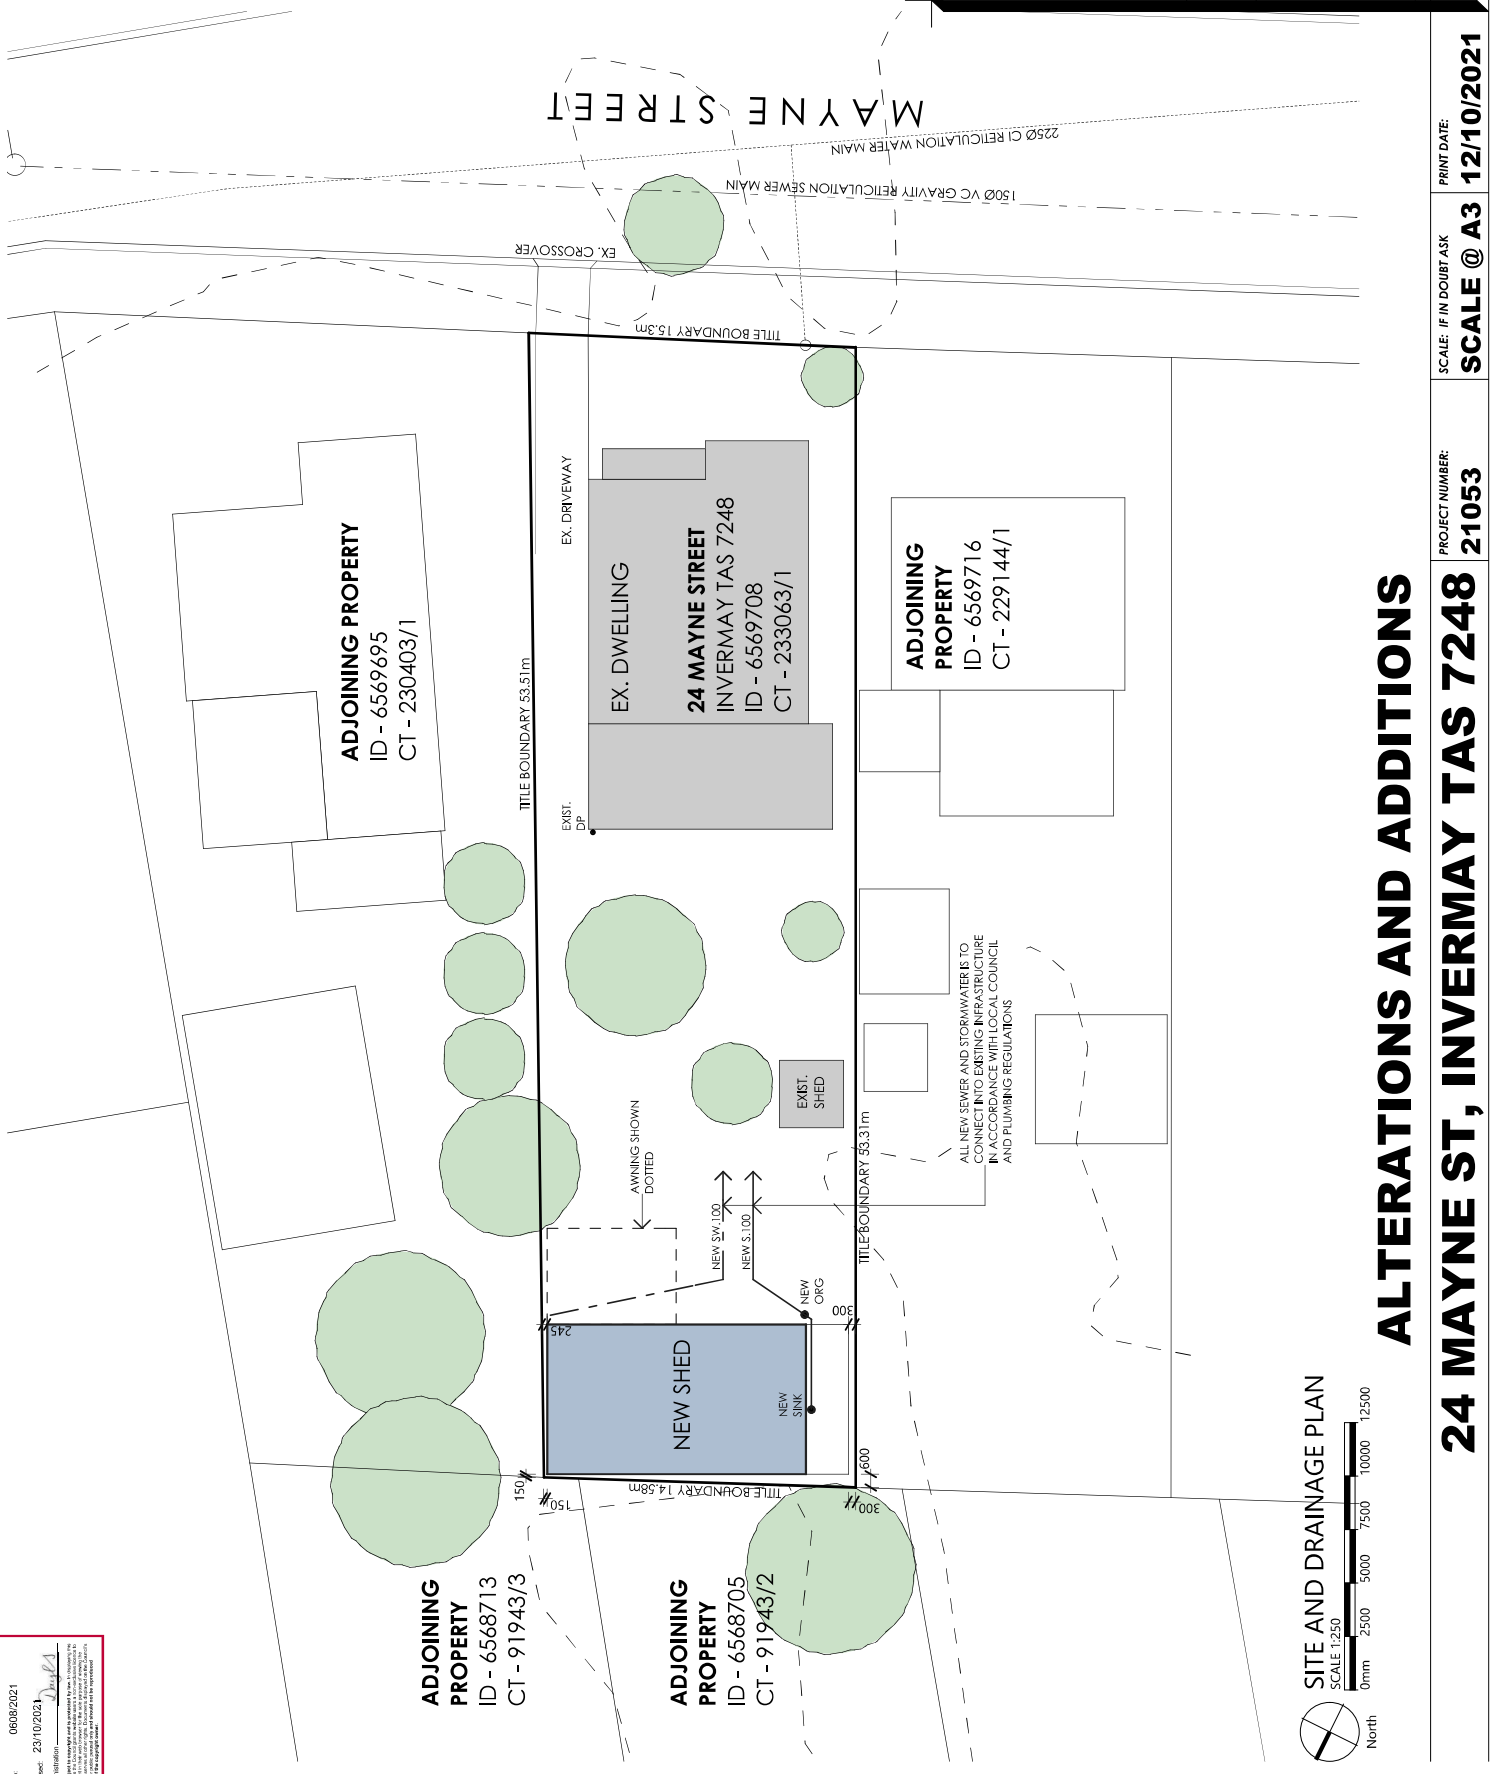 MAYNE STREET
225Ø CI RETICULATION WATER MAIN
150Ø VC GRAVITY RETICULATION SEWER MAIN
EX. CROSSOVER
TITLE BOUNDARY 15.3m
ADJOINING PROPERTY
ID - 6569695
CT - 230403/1
TITLE BOUNDARY 53.51m
EX. DRIVEWAY
EX. DWELLING
24 MAYNE STREET
INVERMAY TAS 7248
ID - 6569708
CT - 233063/1
EXIST.
DP
ADJOINING
PROPERTY
ID - 6569716
CT - 229144/1
ALL NEW SEWER AND STORMWATER IS TO
CONNECT INTO EXISTING INFRASTRUCTURE
IN ACCORDANCE WITH LOCAL COUNCIL
AND PLUMBING REGULATIONS
EXIST.
SHED
AWNING SHOWN
DOTTED
NEW SW.100
NEW S.100
TITLE BOUNDARY 53.31m
NEW
ORG
300
245
NEW SHED
NEW
SINK
150
150
TITLE BOUNDARY 14.58m
600
300
ADJOINING
PROPERTY
ID - 6568713
CT - 91943/3
ADJOINING
PROPERTY
ID - 6568705
CT - 91943/2
0608/2021
23/10/2021
SITE AND DRAINAGE PLAN
SCALE 1:250
0mm 2500 5000 7500 10000 12500
North
ALTERATIONS AND ADDITIONS
24 MAYNE ST, INVERMAY TAS 7248
PROJECT NUMBER:
21053
SCALE: IF IN DOUBT ASK
SCALE @ A3
PRINT DATE:
12/10/2021